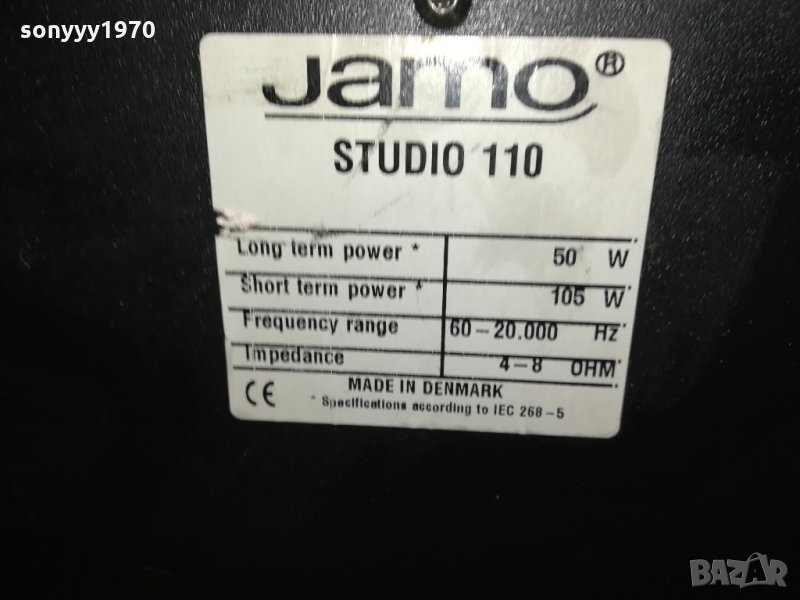 sonyyy1970
Jamo®
STUDIO 110
Long term power * 50 W
Short term power * 105 W
Frequency range 60-20.000 Hz
Impedance 4-8 OHM
MADE IN DENMARK
CE * Specifications according to IEC 268-5
BAZAR